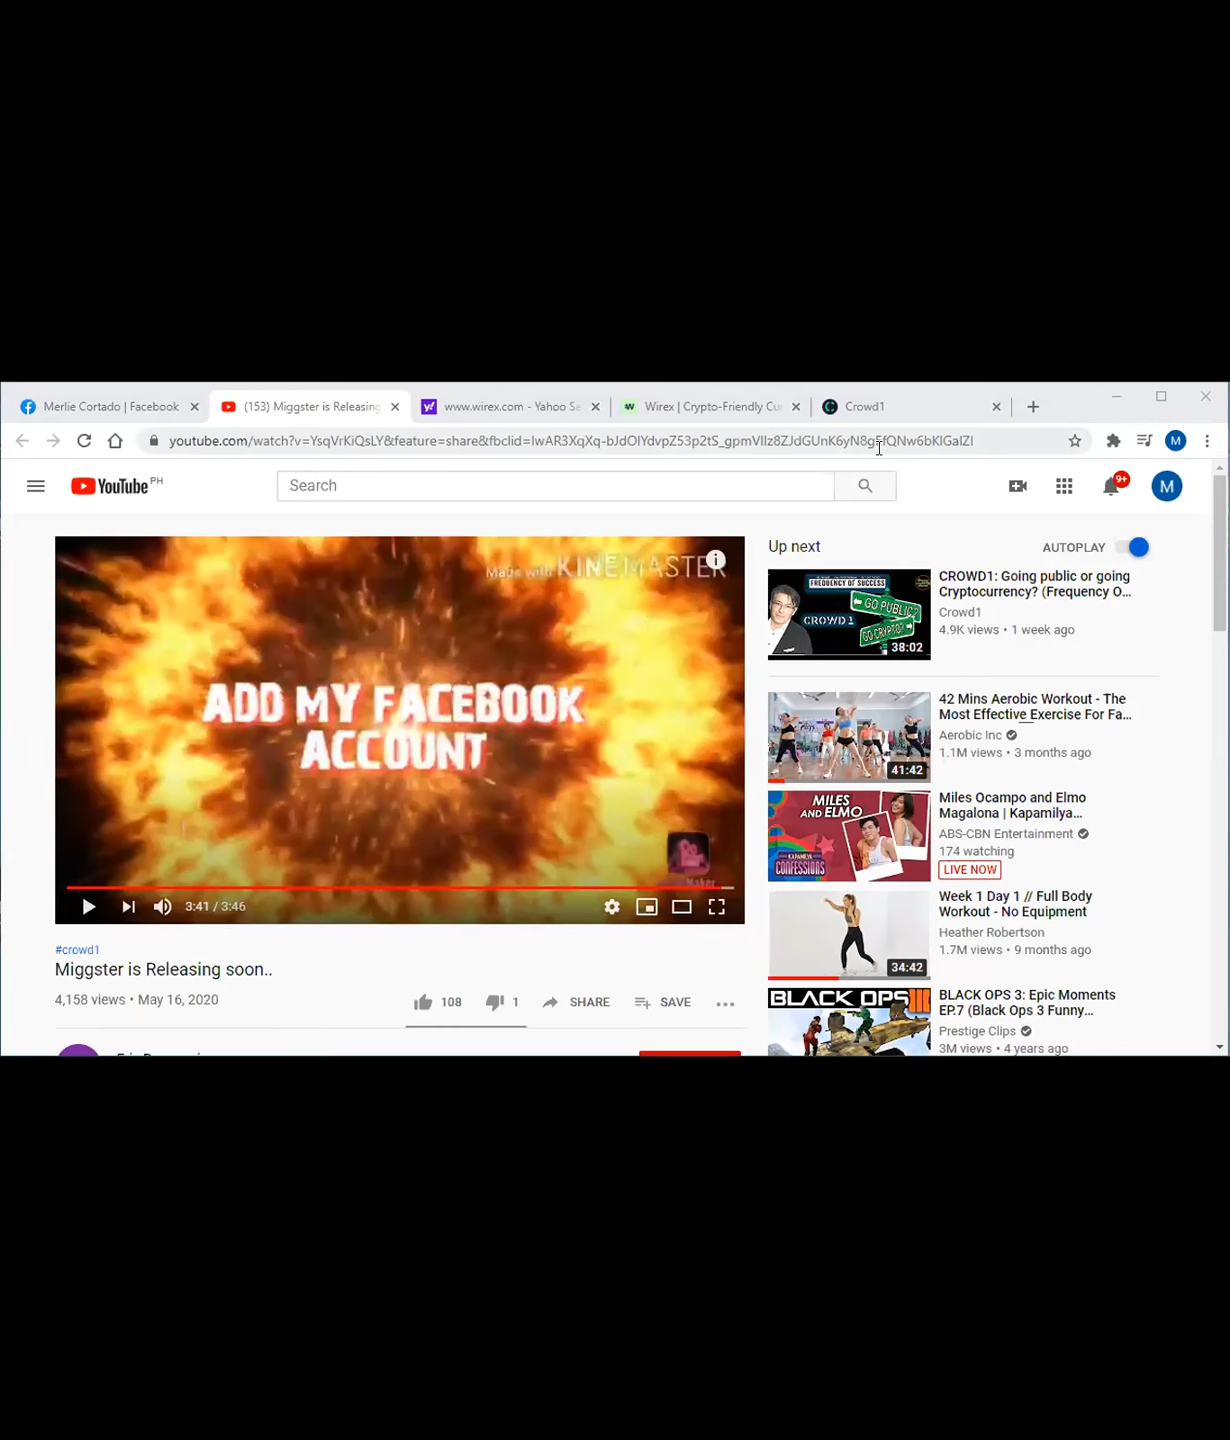 Merlie Cortado | Facebook
(153) Miggster is Releasing
www.wirex.com - Yahoo Se
Wirex | Crypto-Friendly Cur
Crowd1
youtube.com/watch?v=YsqVrKiQsLY&feature=share&fbclid=
YouTube PH
Search
9+
M
Made with KINEMASTER
ADD MY FACEBOOK
ACCOUNT
3:41 / 3:46
#crowd1
Miggster is Releasing soon..
4,158 views • May 16, 2020
108
1
SHARE
SAVE
Up next
AUTOPLAY
FREQUENCY OF SUCCESS
GO PUBLIC?
CROWD1
GO CRYPTO?
38:02
CROWD1: Going public or going
Cryptocurrency? (Frequency O...
Crowd1
4.9K views • 1 week ago
41:42
42 Mins Aerobic Workout - The
Most Effective Exercise For Fa...
Aerobic Inc
1.1M views • 3 months ago
MILES
AND ELMO
KAPAMILYA
CONFESSIONS
Miles Ocampo and Elmo
Magalona | Kapamilya...
ABS-CBN Entertainment
174 watching
LIVE NOW
34:42
Week 1 Day 1 // Full Body
Workout - No Equipment
Heather Robertson
1.7M views • 9 months ago
BLACK OPS III
BLACK OPS 3: Epic Moments
EP.7 (Black Ops 3 Funny...
Prestige Clips
3M views • 4 years ago